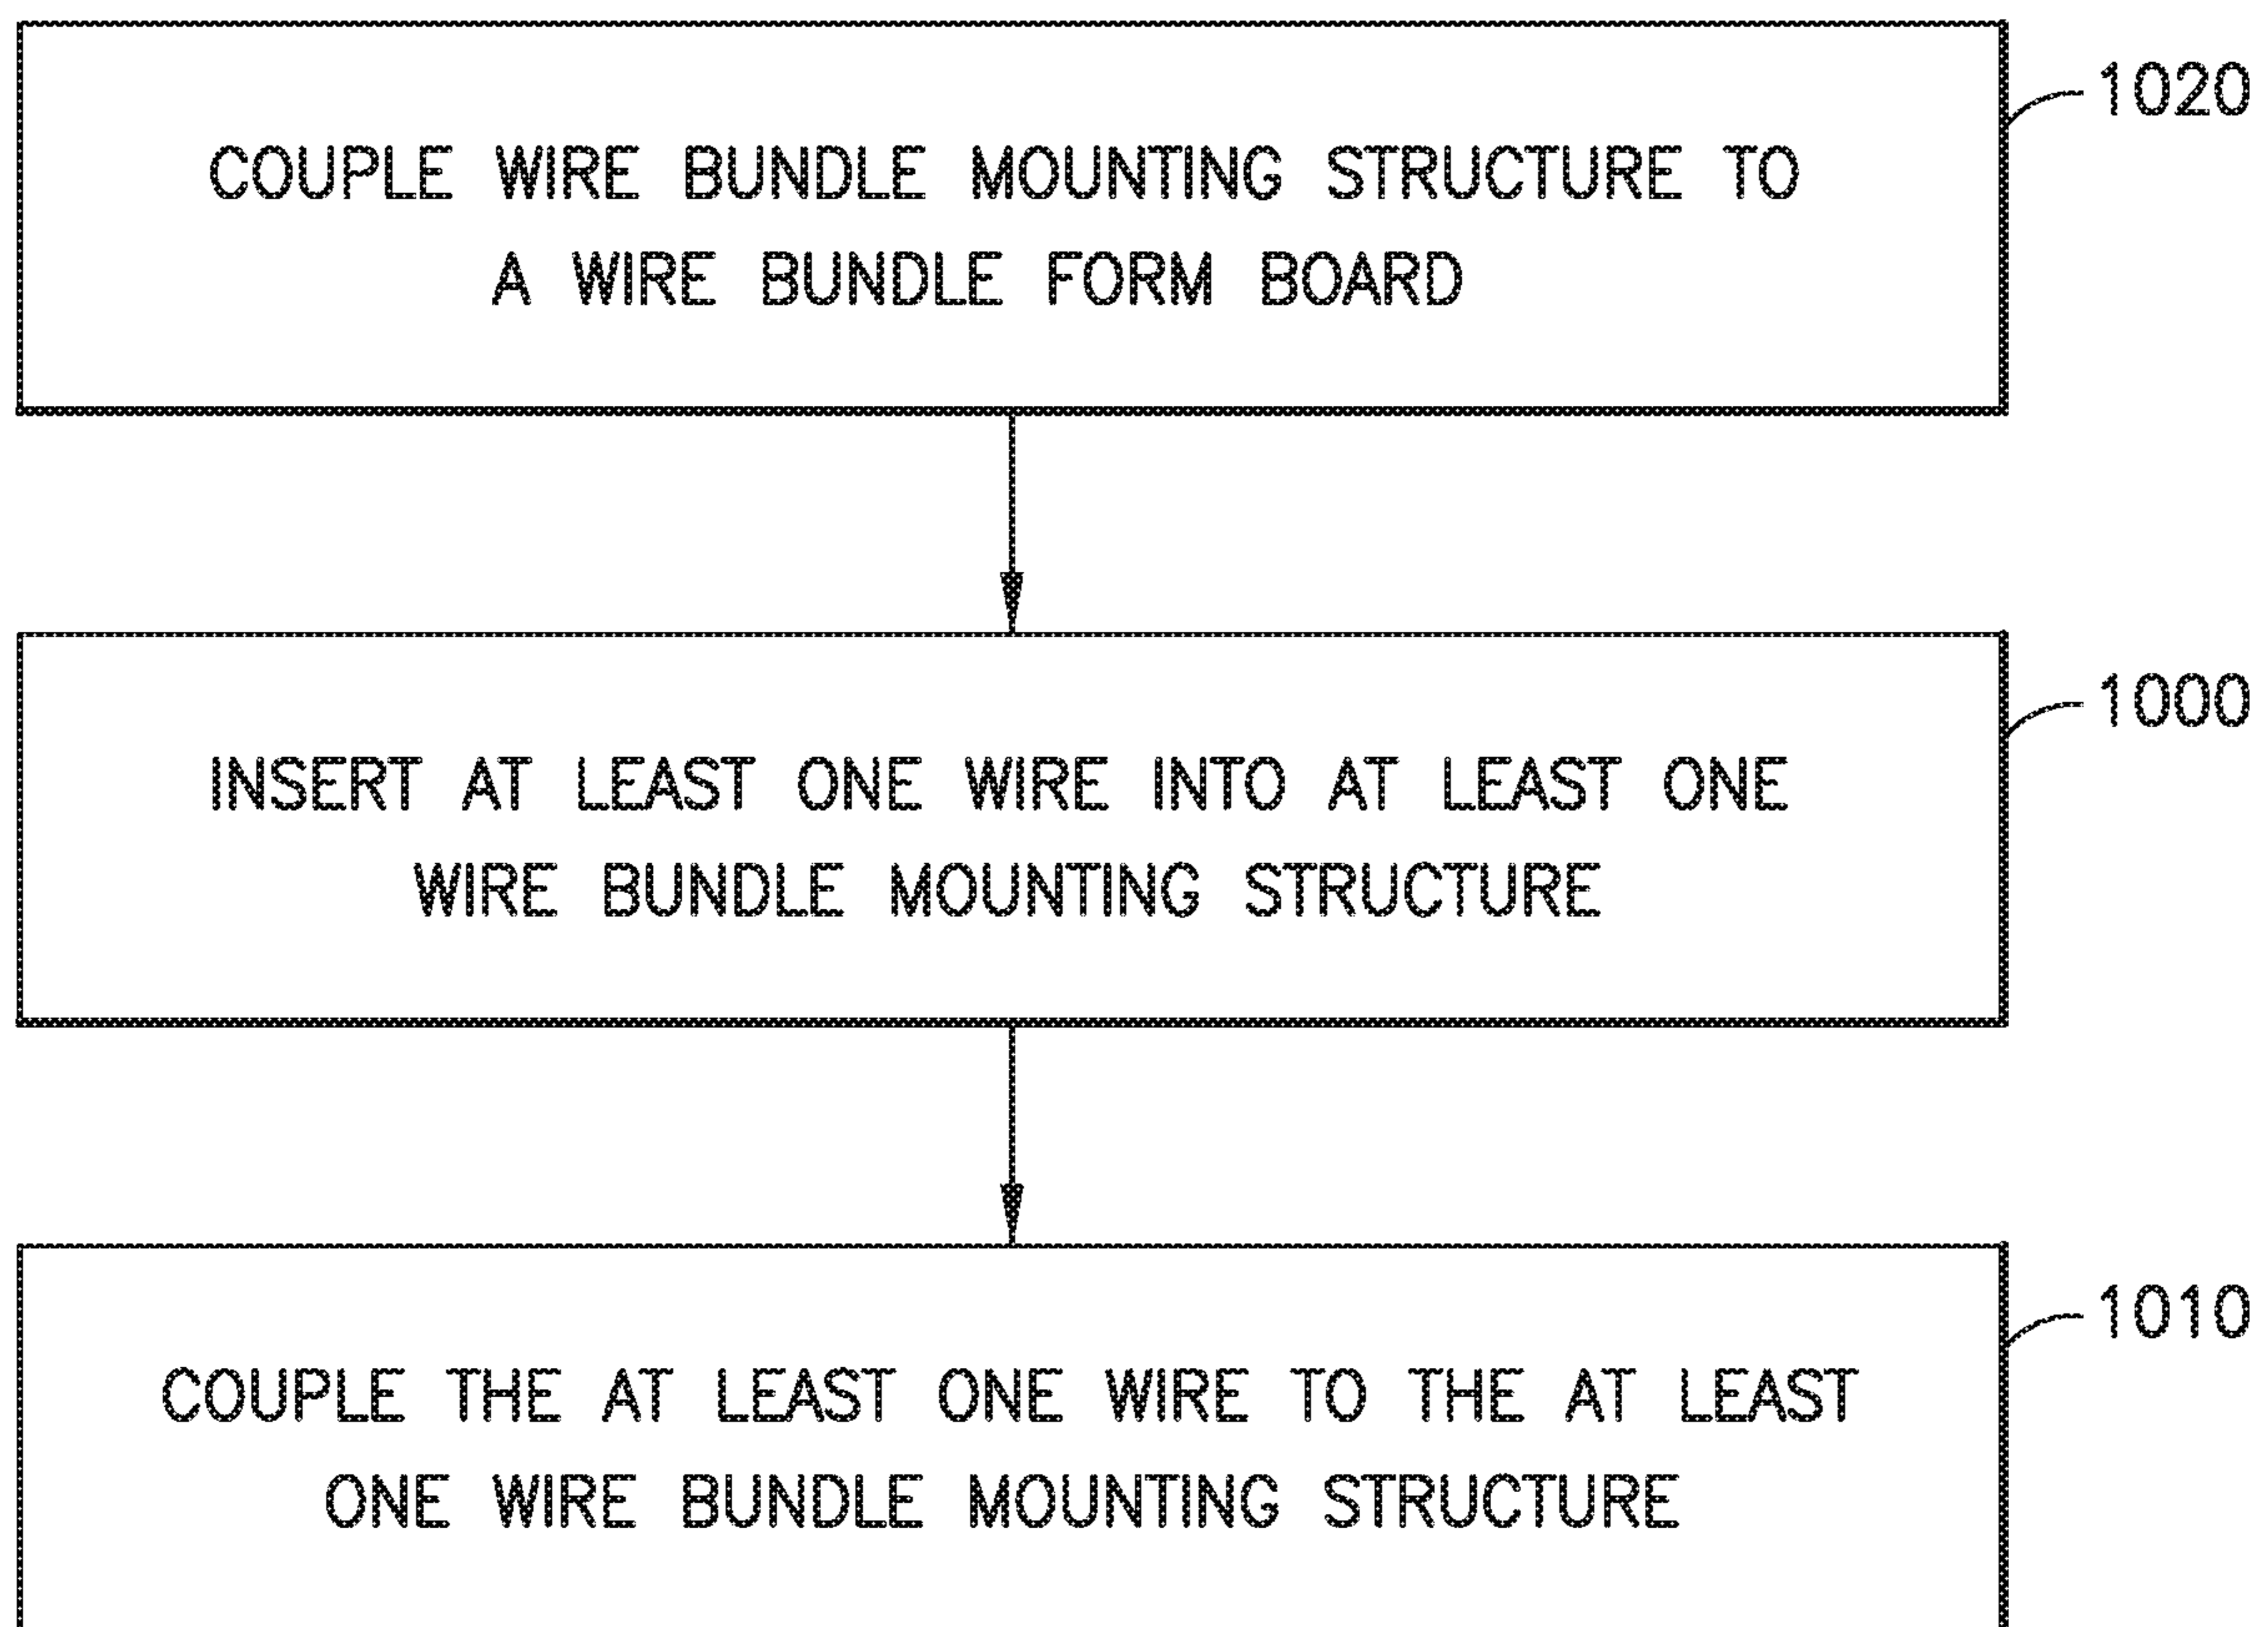 1020
COUPLE WIRE BUNDLE MOUNTING STRUCTURE TO
A WIRE BUNDLE FORM BOARD
1000
INSERT AT LEAST ONE WIRE INTO AT LEAST ONE
WIRE BUNDLE MOUNTING STRUCTURE
1010
COUPLE THE AT LEAST ONE WIRE TO THE AT LEAST
ONE WIRE BUNDLE MOUNTING STRUCTURE